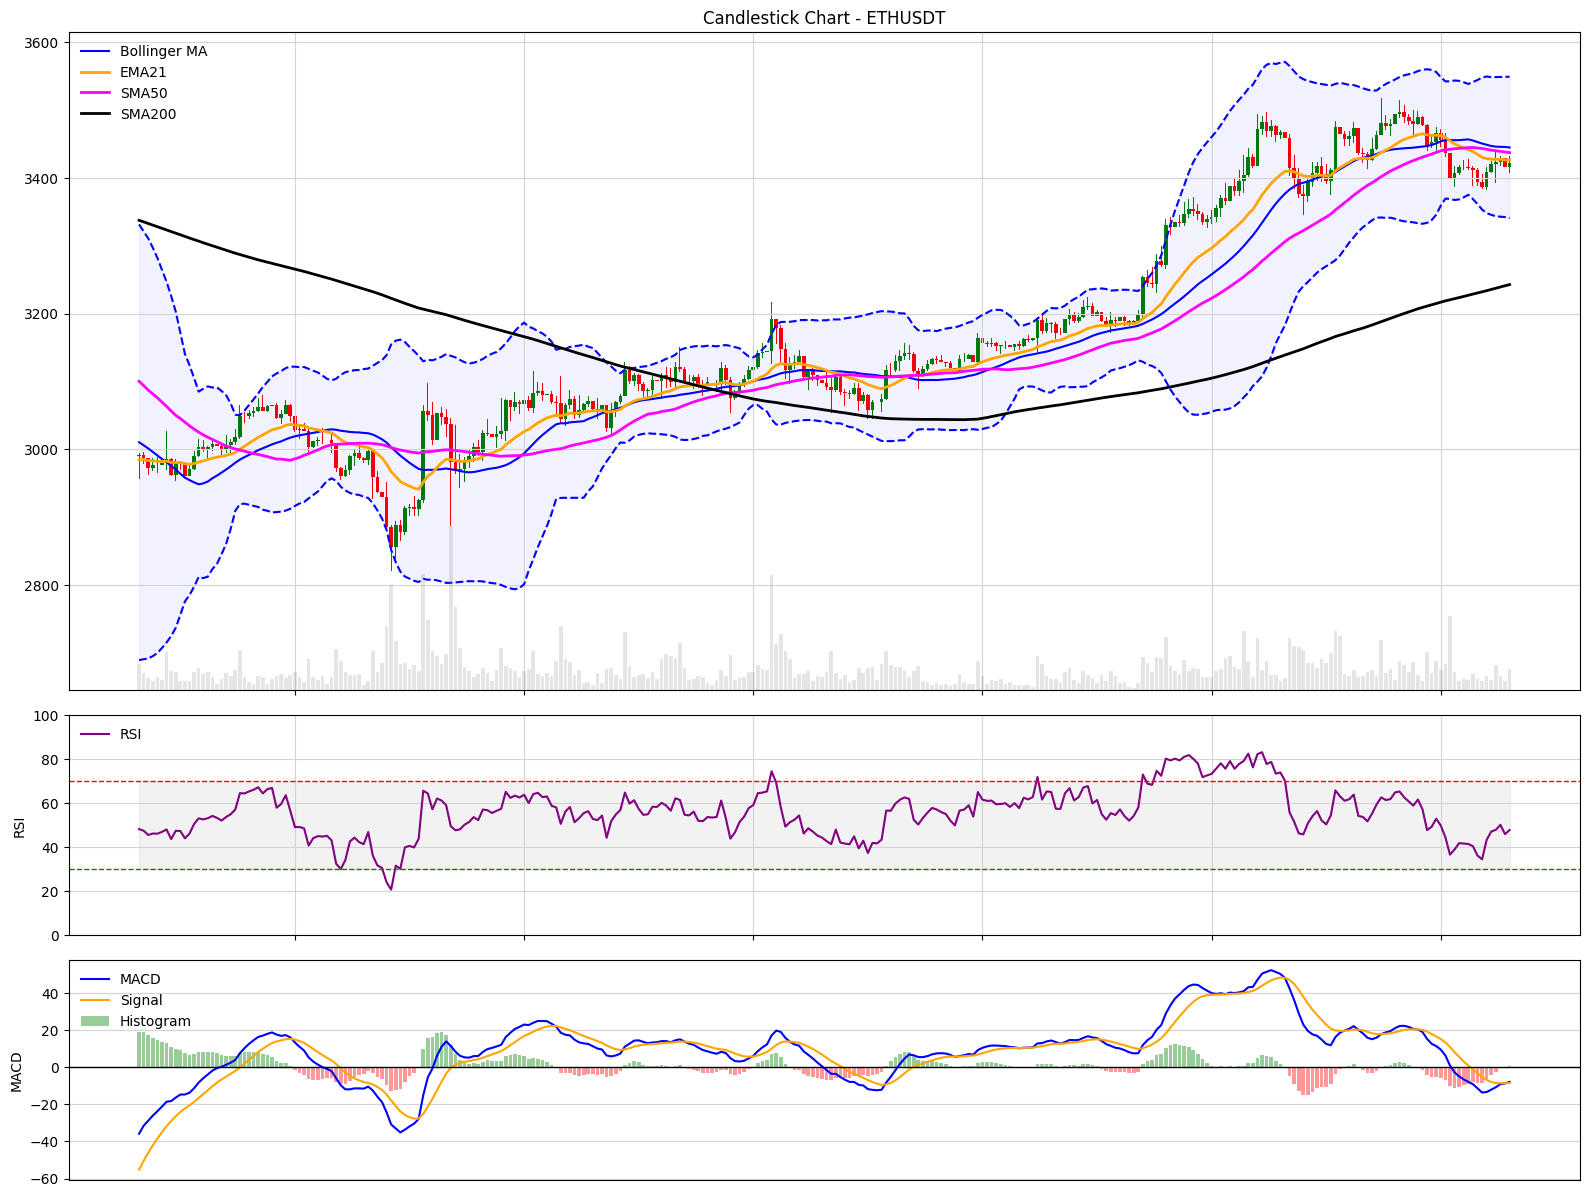 Candlestick Chart - ETHUSDT
3600
3400
3200
3000
2800
Bollinger MA
EMA21
SMA50
SMA200
100
80
60
40
20
0
RSI
RSI
40
20
0
−20
−40
−60
MACD
MACD
Signal
Histogram